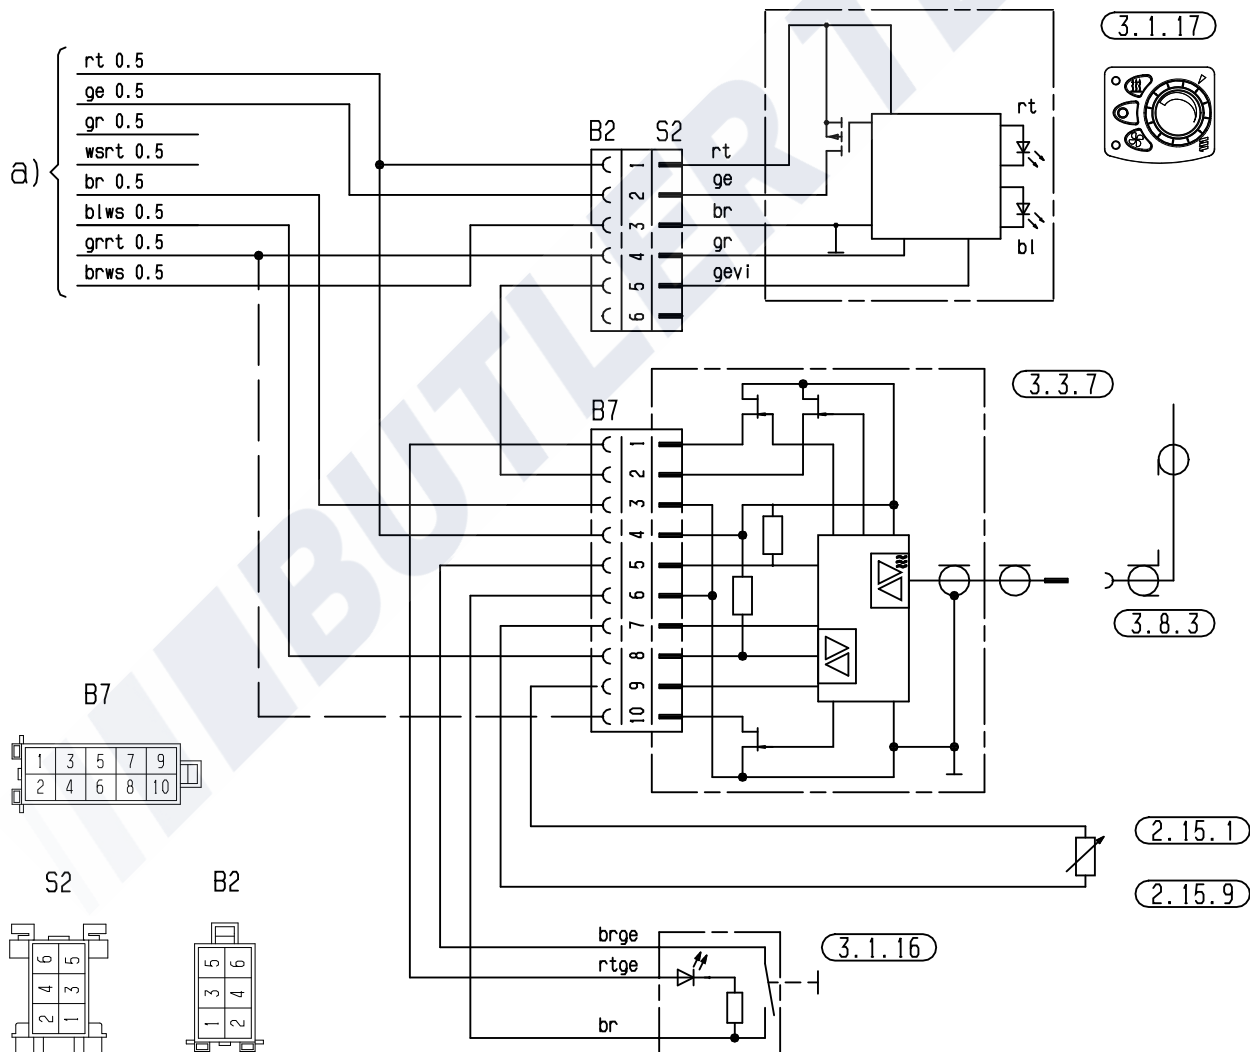 3.1.17
a)
rt 0.5
ge 0.5
gr 0.5
wsrt 0.5
br 0.5
blws 0.5
grrt 0.5
brws 0.5
B2 S2
1
2
3
4
5
6
rt
ge
br
gr
gevi
rt
bl
3.3.7
B7
1
2
3
4
5
6
7
8
9
10
3.8.3
BUTLER
B7
1 3 5 7 9
2 4 6 8 10
2.15.1
2.15.9
S2
6 5
4 3
2 1
B2
5 6
3 4
1 2
brge
rtge
br
3.1.16